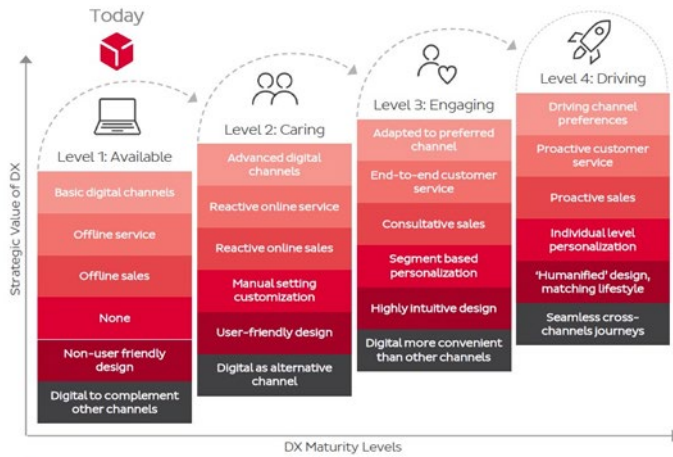 Today
Level 1: Available
Basic digital channels
Offline service
Offline sales
None
Non-user friendly
design
Digital to complement
other channels
Level 2: Caring
Advanced digital
channels
Reactive online service
Reactive online sales
Manual setting
customization
User-friendly design
Digital as alternative
channel
Level 3: Engaging
Adapted to preferred
channel
End-to-end customer
service
Consultative sales
Segment based
personalization
Highly intuitive design
Digital more convenient
than other channels
Level 4: Driving
Driving channel
preferences
Proactive customer
service
Proactive sales
Individual level
personalization
‘Humanified’ design,
matching lifestyle
Seamless cross-
channels journeys
Strategic Value of DX
DX Maturity Levels